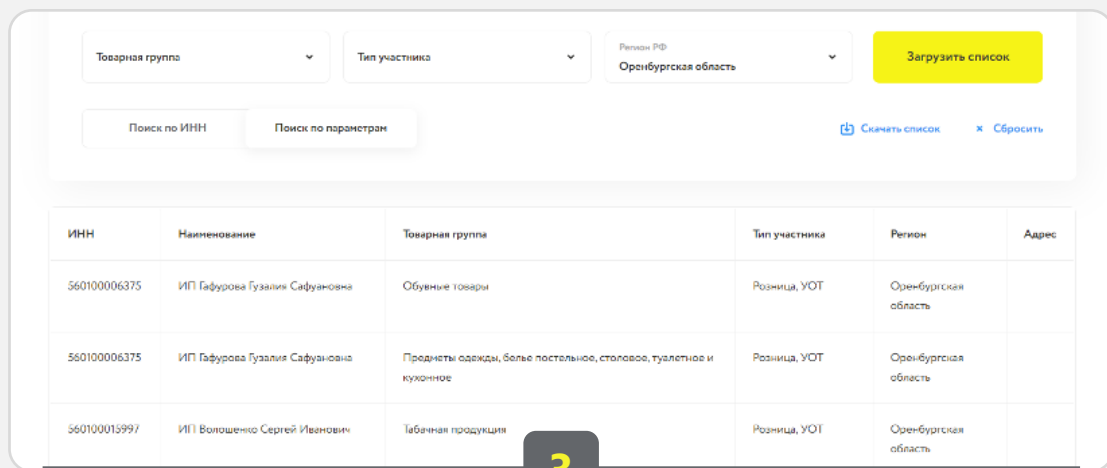 Товарная группа
Тип участника
Регион РФ
Оренбургская область
Загрузить список
Поиск по ИНН
Поиск по параметрам
Скачать список
× Сбросить
ИНН Наименование Товарная группа Тип участника Регион Адрес
560100006375 ИП Гафурова Гузалия Сафуановна Обувные товары Розница, УОТ Оренбургская
область
560100006375 ИП Гафурова Гузалия Сафуановна Предметы одежды, белье постельное, столовое, туалетное и Розница, УОТ Оренбургская
кухонное область
560100015997 ИП Волошенко Сергей Иванович Табачная продукция Розница, УОТ Оренбургская
область
3